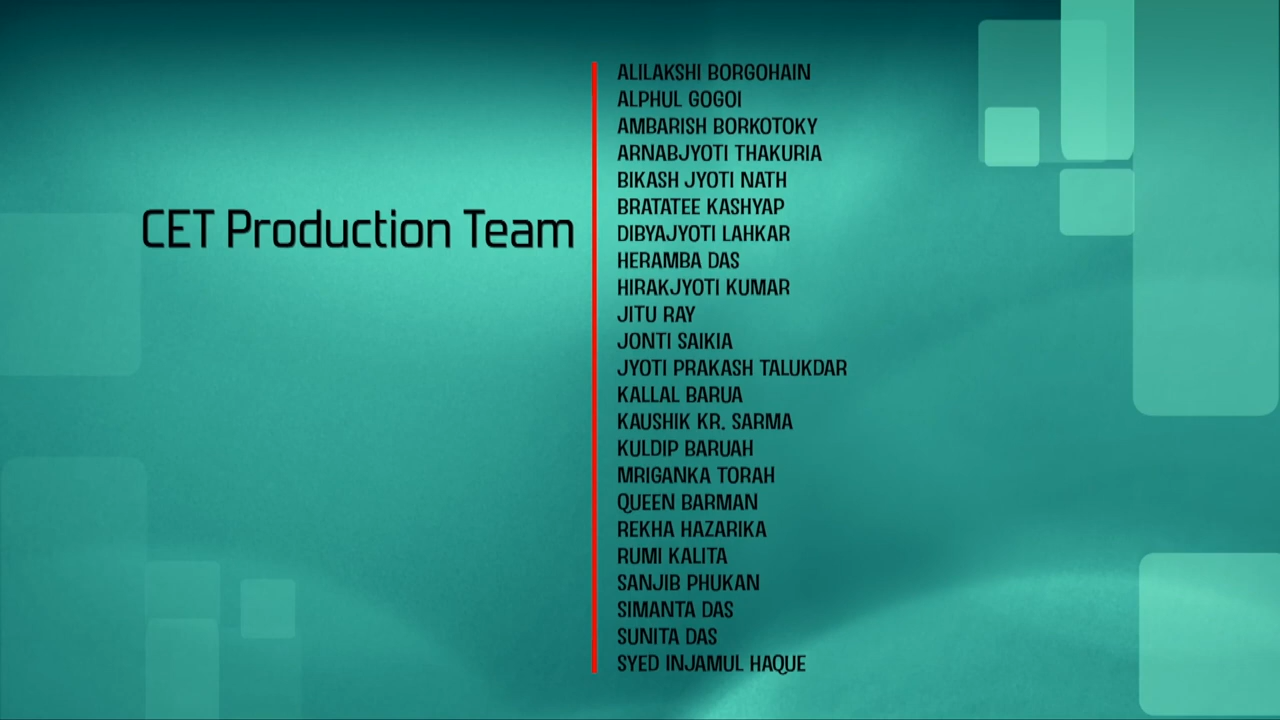 CET Production Team
ALILAKSHI BORGOHAIN
ALPHUL GOGOI
AMBARISH BORKOTOKY
ARNABJYOTI THAKURIA
BIKASH JYOTI NATH
BRATATEE KASHYAP
DIBYAJYOTI LAHKAR
HERAMBA DAS
HIRAKJYOTI KUMAR
JITU RAY
JONTI SAIKIA
JYOTI PRAKASH TALUKDAR
KALLAL BARUA
KAUSHIK KR. SARMA
KULDIP BARUAH
MRIGANKA TORAH
QUEEN BARMAN
REKHA HAZARIKA
RUMI KALITA
SANJIB PHUKAN
SIMANTA DAS
SUNITA DAS
SYED INJAMUL HAQUE